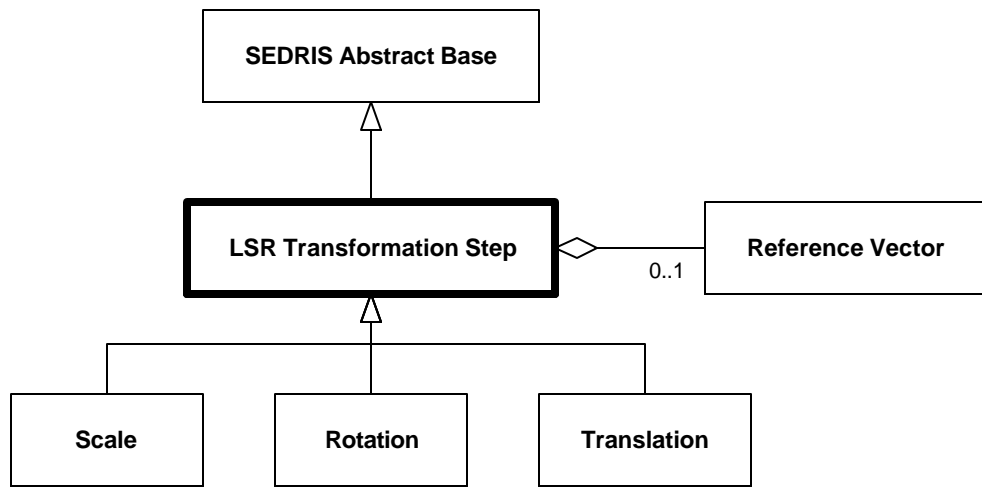 SEDRIS Abstract Base
LSR Transformation Step
Reference Vector
0..1
Scale
Rotation
Translation